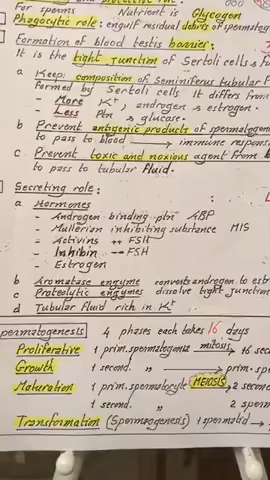 For sperms Nutrient is Glycogen
Phagocytic role: engulf residual debris of spermatogen
Formation of blood testis barrier:
It is the tight junction of Sertoli cells &
a Keep composition of Seminiferus tubular F
formed by Sertoli cells It differs from
- More K+, androgen & estrogen.
- Less Ptn & glucose.
b Prevent antigenic products of spermatogen
to pass to blood → immune respons
c Prevent toxic and noxious agent from b
to pass to tubular fluid.
Secreting role:
a Hormones
- Androgen binding ptn ABP
- Mullerian inhibiting substance MIS
- Activins ++ FSH
- Inhibin -- FSH
- Estrogen
b Aromatase enzyme converts androgen to est
c Proteolytic enzymes dissolve tight junction
d Tubular Fluid rich in K+
permatogenesis 4 phases each takes 16 days
Proliferative 1 prim. spermatogonia mitosis → 16 sec
Growth 1 second. " → prim. sp
Maturation 1 prim. spermatocyte MEIOSIS → 2 second
1 second. " 2 sperm
Transformation (Spermeogenesis) 1 spermatid → 1